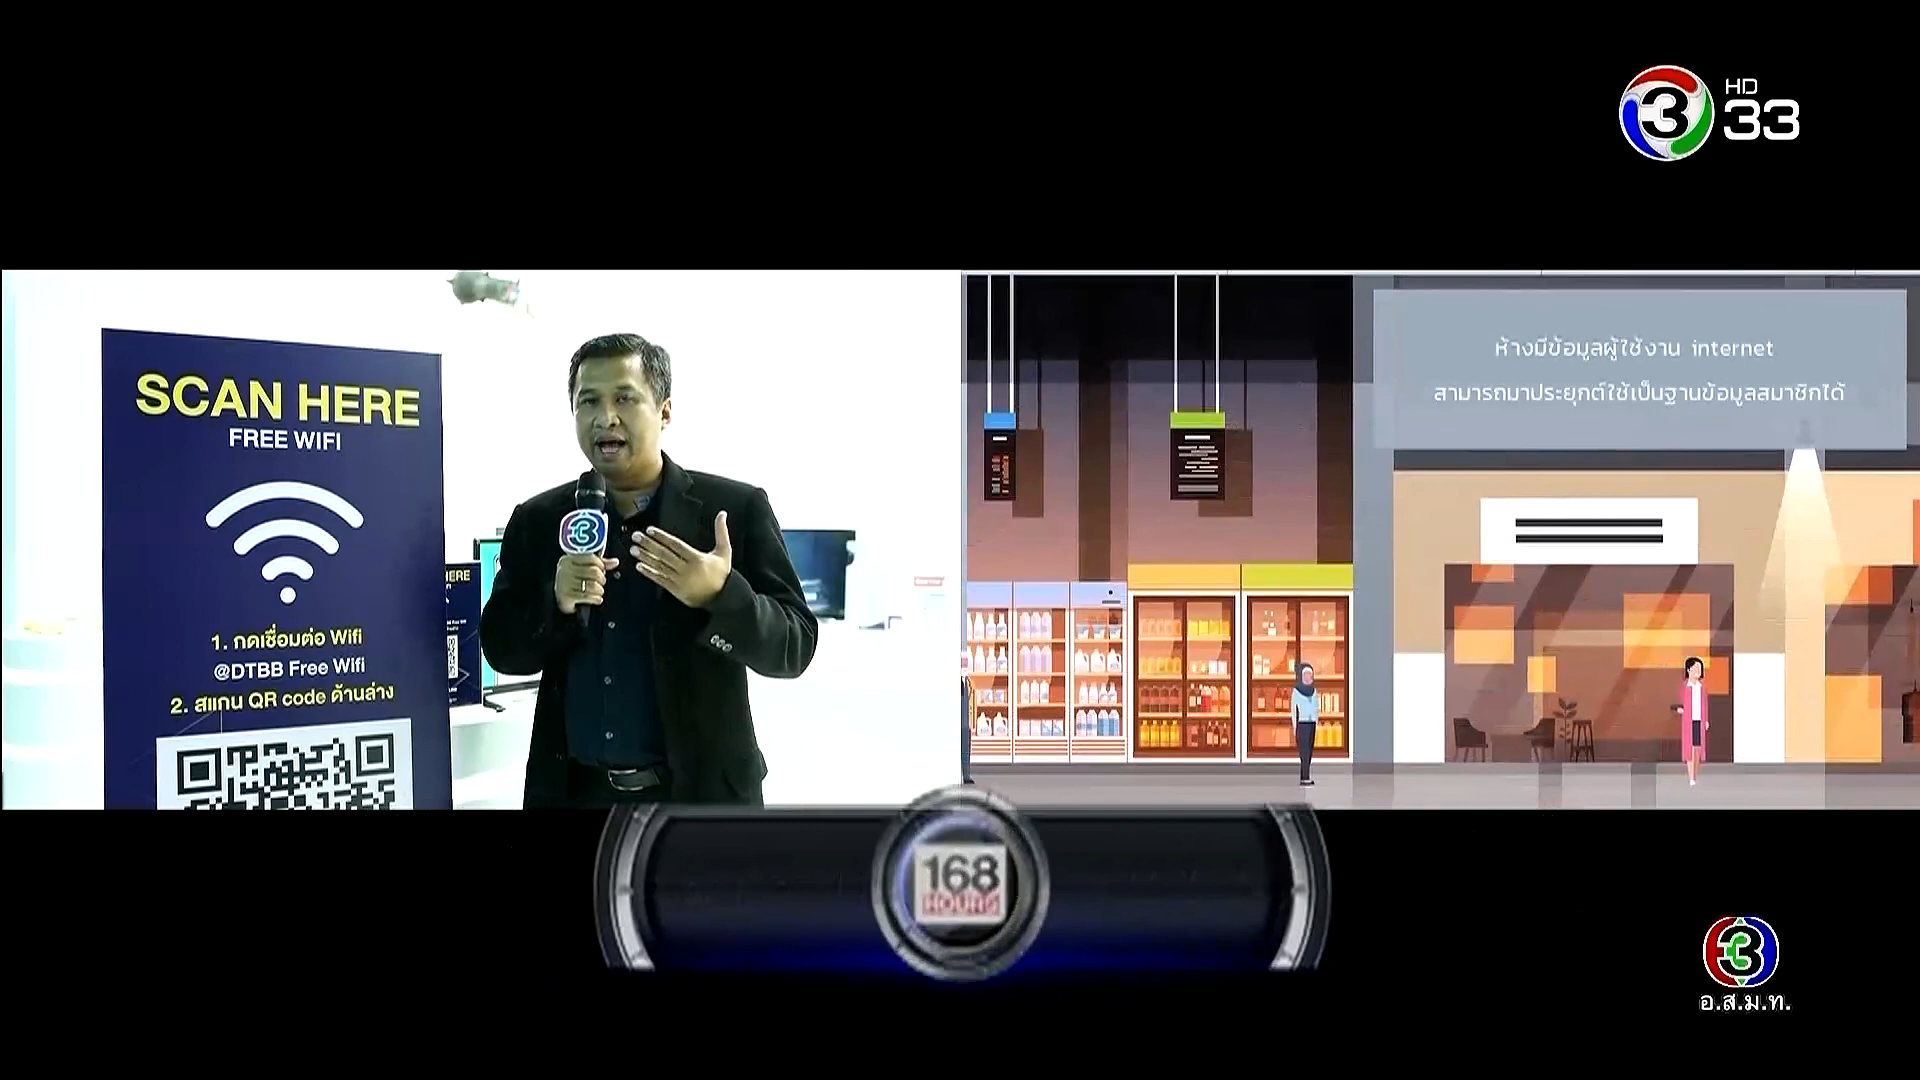 3 HD
33
SCAN HERE
FREE WIFI
1. กดเชื่อมต่อ Wifi
@DTBB Free Wifi
2. สแกน QR code ด้านล่าง
HERE
3
ห้างมีข้อมูลผู้ใช้งาน internet
สามารถมาประยุกต์ใช้เป็นฐานข้อมูลสมาชิกได้
168
HOURS
3
อ.ส.ม.ท.